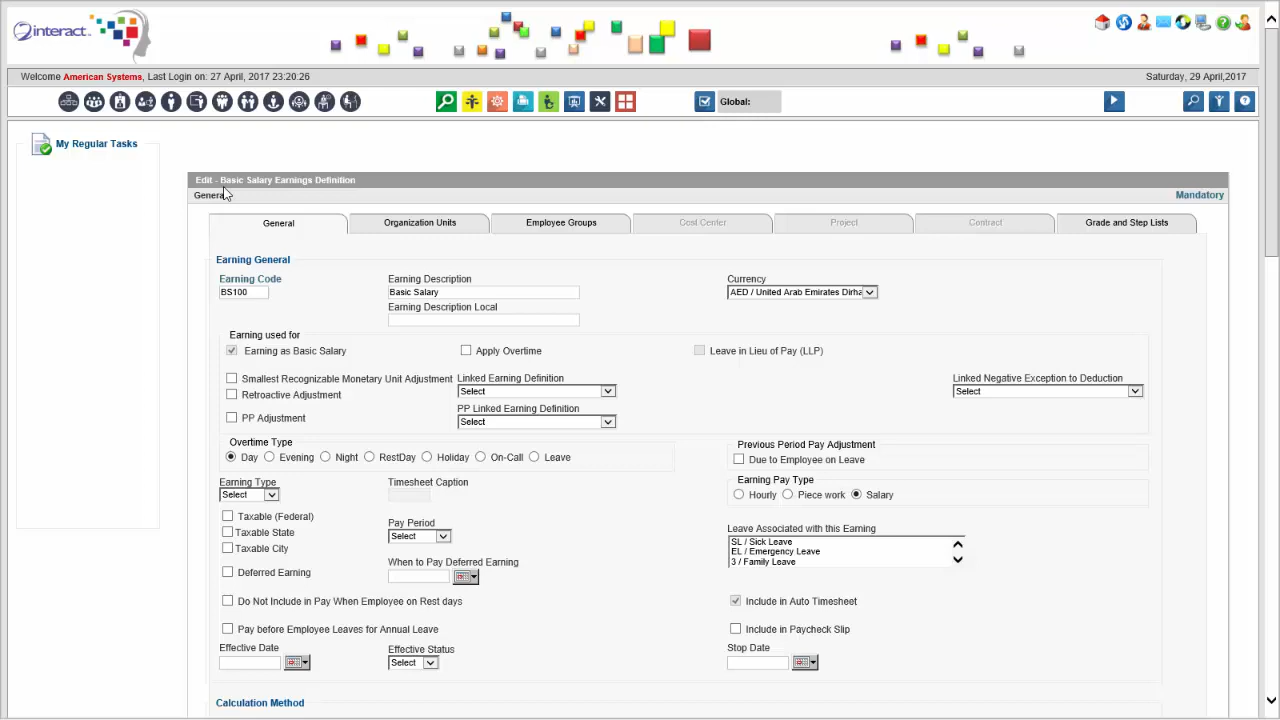 interact™
Welcome American Systems, Last Login on: 27 April, 2017 23:20:26 Saturday, 29 April,2017
Global:
My Regular Tasks
Edit - Basic Salary Earnings Definition
General Mandatory
General Organization Units Employee Groups Cost Center Project Contract Grade and Step Lists
Earning General
Earning Code Earning Description Currency
BS100 Basic Salary AED / United Arab Emirates Dirha
Earning Description Local
Earning used for
Earning as Basic Salary Apply Overtime Leave in Lieu of Pay (LLP)
Smallest Recognizable Monetary Unit Adjustment Linked Earning Definition Linked Negative Exception to Deduction
Retroactive Adjustment Select Select
PP Linked Earning Definition
PP Adjustment Select
Overtime Type Previous Period Pay Adjustment
Day Evening Night RestDay Holiday On-Call Leave Due to Employee on Leave
Earning Type Timesheet Caption Earning Pay Type
Select Hourly Piece work Salary
Taxable (Federal) Pay Period Leave Associated with this Earning
Taxable State Select SL / Sick Leave
Taxable City EL / Emergency Leave
When to Pay Deferred Earning 3 / Family Leave
Deferred Earning
Do Not Include in Pay When Employee on Rest days Include in Auto Timesheet
Pay before Employee Leaves for Annual Leave Include in Paycheck Slip
Effective Date Effective Status Stop Date
Select
Calculation Method